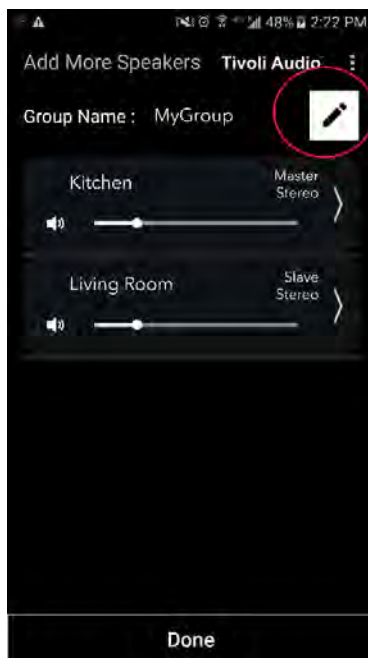 48% 2:22 PM
Add More Speakers Tivoli Audio
Group Name : MyGroup
Kitchen
Master
Stereo
Living Room
Slave
Stereo
Done